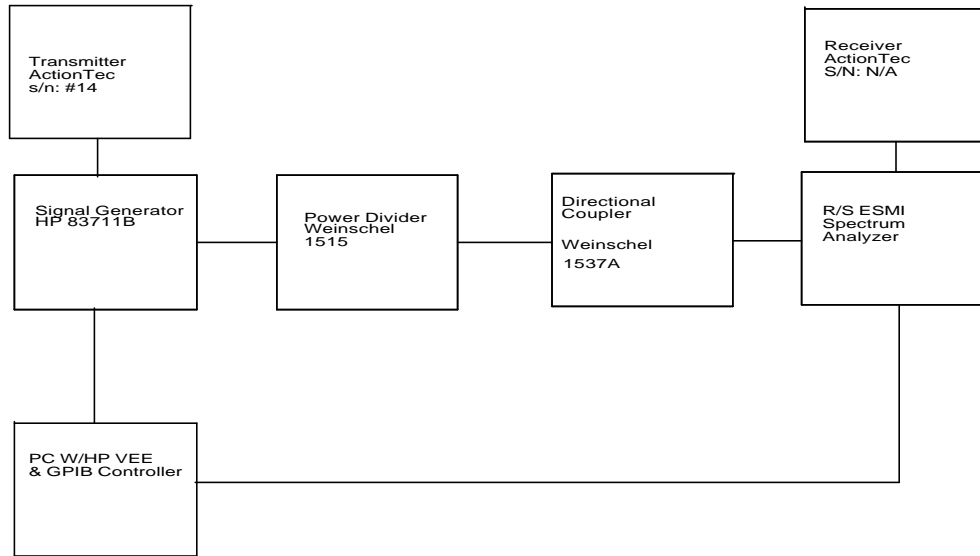 Transmitter
ActionTec
s/n: #14
Receiver
ActionTec
S/N: N/A
Signal Generator
HP 83711B
Power Divider
Weinschel
1515
Directional
Coupler
Weinschel
1537A
R/S ESMI
Spectrum
Analyzer
PC W/HP VEE
& GPIB Controller